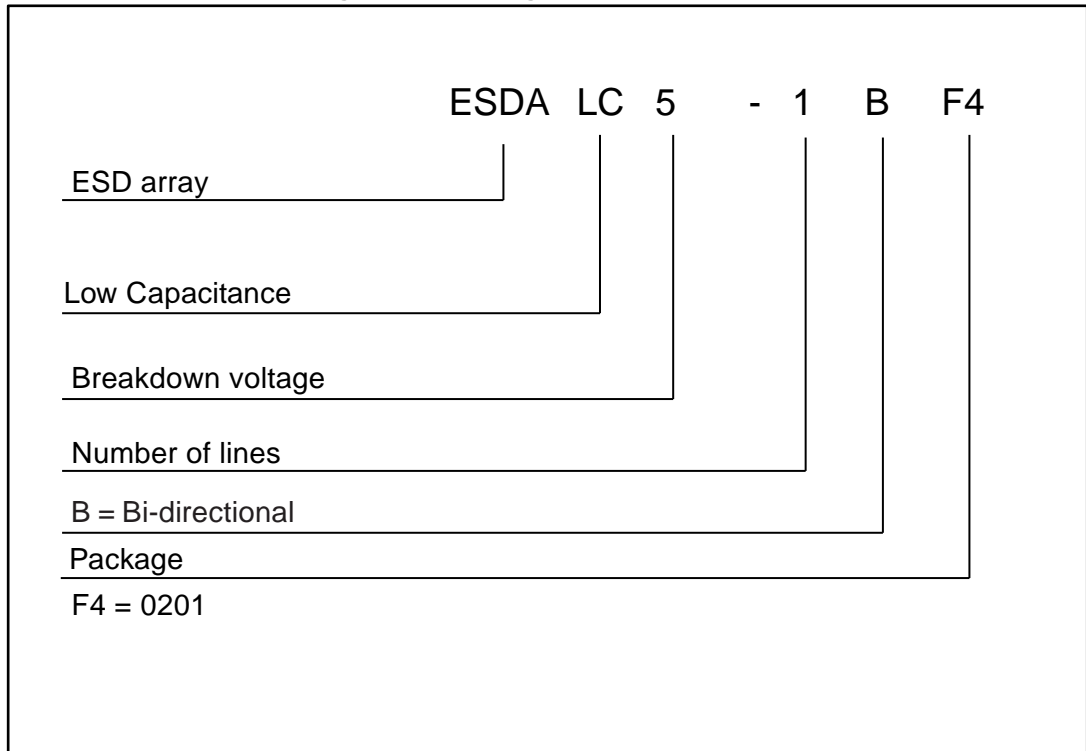 ESDA LC 5 - 1 B F4
ESD array
Low Capacitance
Breakdown voltage
Number of lines
B = Bi-directional
Package
F4 = 0201